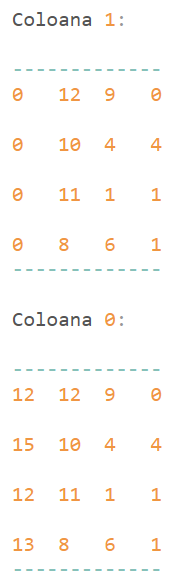 Coloana 1:
-------------
0 12 9 0
0 10 4 4
0 11 1 1
0 8 6 1
-------------
Coloana 0:
-------------
12 12 9 0
15 10 4 4
12 11 1 1
13 8 6 1
-------------